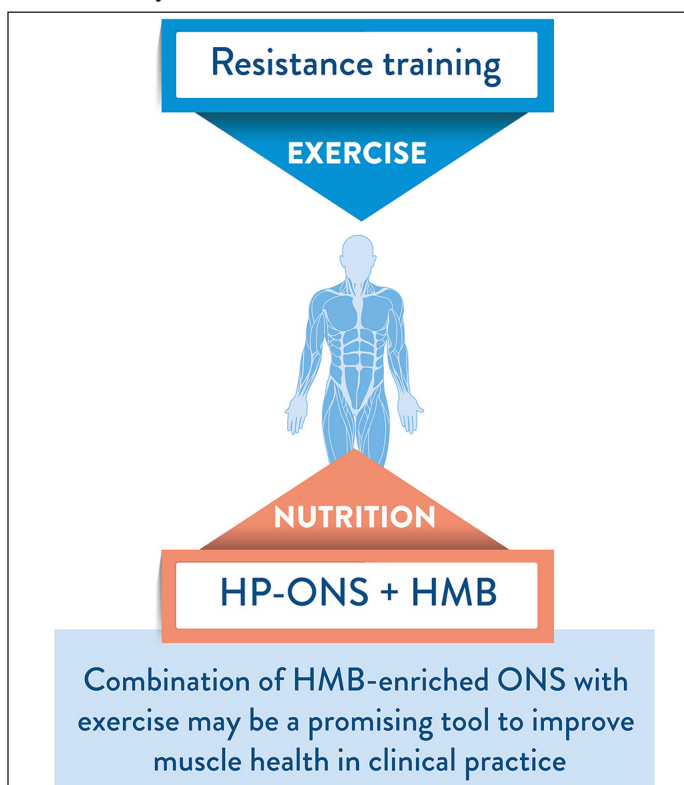 Resistance training
EXERCISE
NUTRITION
HP-ONS + HMB
Combination of HMB-enriched ONS with
exercise may be a promising tool to improve
muscle health in clinical practice